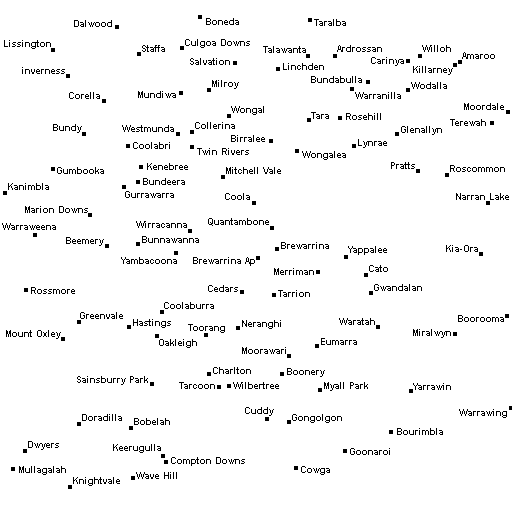 Boneda
Taralba
Dalwood
Lissington
Staffa
Culgoa Downs
Talawanta
Ardrossan
Willoh
Carinya
Amaroo
Salvation
Linchden
Killarney
inverness
Bundabulla
Milroy
Wodalla
Corella
Mundiwa
Warranilla
Moordale
Wongal
Tara
Rosehill
Terewah
Bundy
Westmunda
Collerina
Glenallyn
Birralee
Coolabri
Twin Rivers
Lynrae
Wongalea
Gumbooka
Kenebree
Mitchell Vale
Pratts
Roscommon
Kanimbla
Bundeera
Gurrawarra
Coola
Narran Lake
Marion Downs
Warraweena
Wirracanna
Quantambone
Beemery
Bunnawanna
Brewarrina
Yappalee
Kia-Ora
Yambacoona
Brewarrina Ap
Merriman
Cato
Rossmore
Cedars
Tarrion
Gwandalan
Coolaburra
Greenvale
Hastings
Toorang
Neranghi
Waratah
Boorooma
Mount Oxley
Oakleigh
Miralwyn
Eumarra
Moorawari
Charlton
Boonery
Sainsburry Park
Tarcoon
Wilbertree
Myall Park
Yarrawin
Cuddy
Warrawing
Doradilla
Bobelah
Gongolgon
Bourimbla
Dwyers
Keerugulla
Goonaroi
Compton Downs
Mullagalah
Cowga
Knightvale
Wave Hill